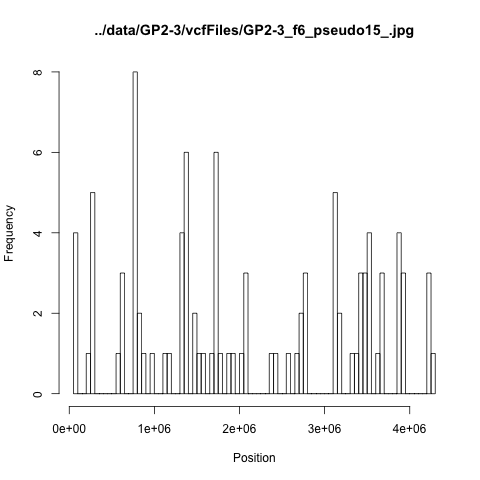 ../data/GP2-3/vcfFiles/GP2-3_f6_pseudo15_.jpg
8
6
4
2
0
Frequency
0e+00 1e+06 2e+06 3e+06 4e+06
Position